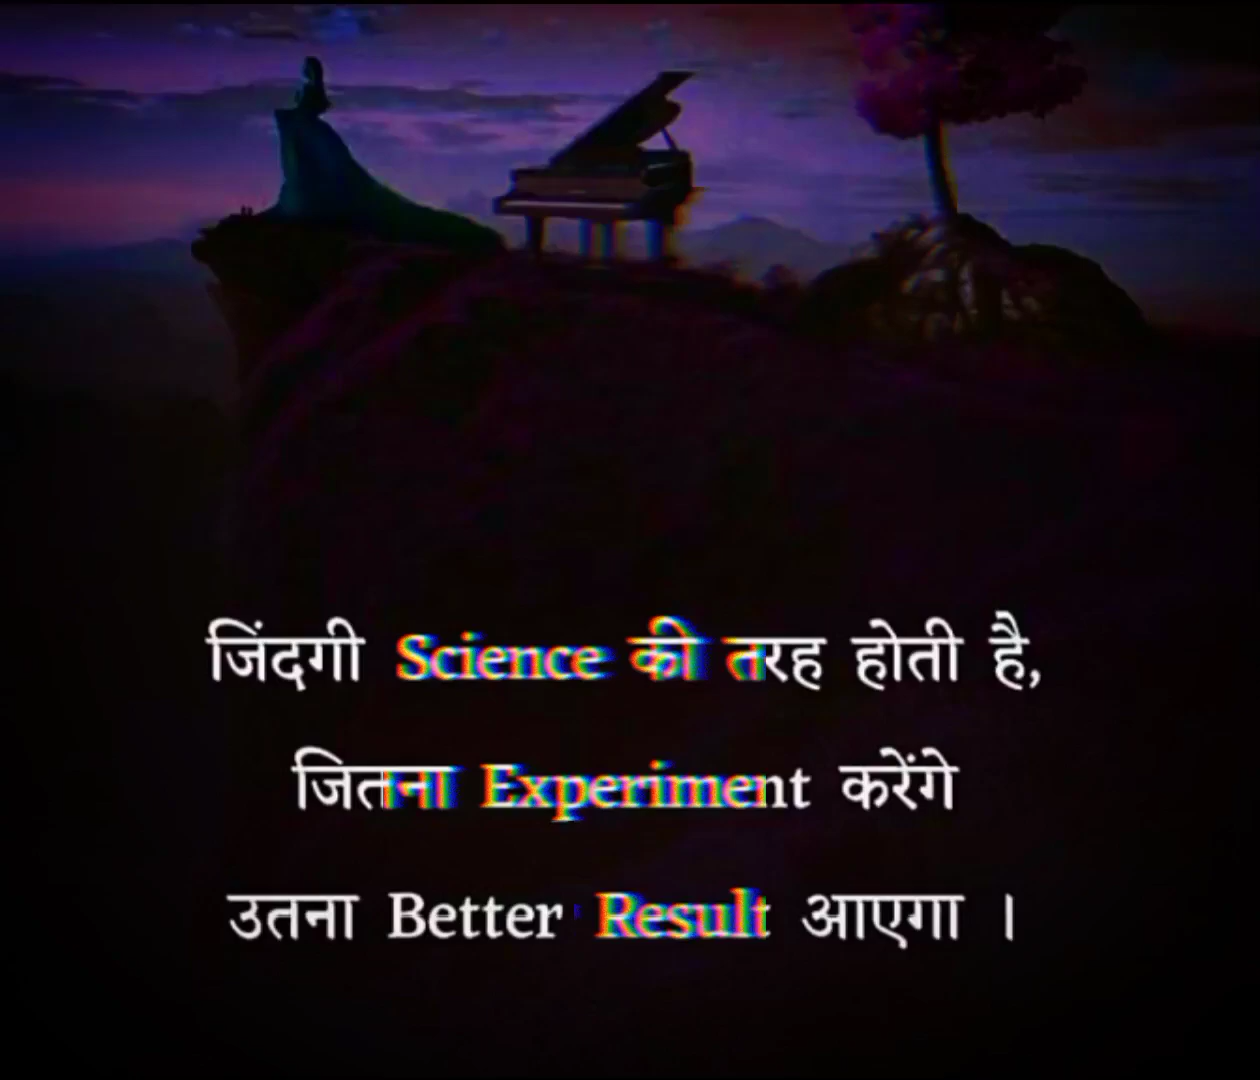 जिंदगी Science की तरह होती है,
जितना Experiment करेंगे
उतना Better Result आएगा ।